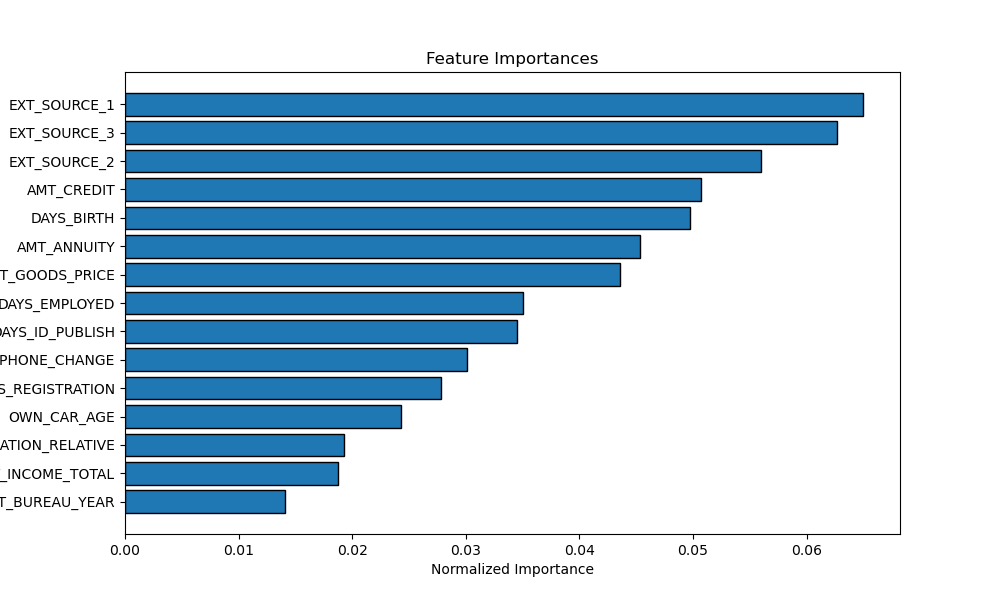 Feature Importances
EXT_SOURCE_1
EXT_SOURCE_3
EXT_SOURCE_2
AMT_CREDIT
DAYS_BIRTH
AMT_ANNUITY
T_GOODS_PRICE
DAYS_EMPLOYED
DAYS_ID_PUBLISH
PHONE_CHANGE
S_REGISTRATION
OWN_CAR_AGE
ATION_RELATIVE
_INCOME_TOTAL
T_BUREAU_YEAR
0.00 0.01 0.02 0.03 0.04 0.05 0.06
Normalized Importance